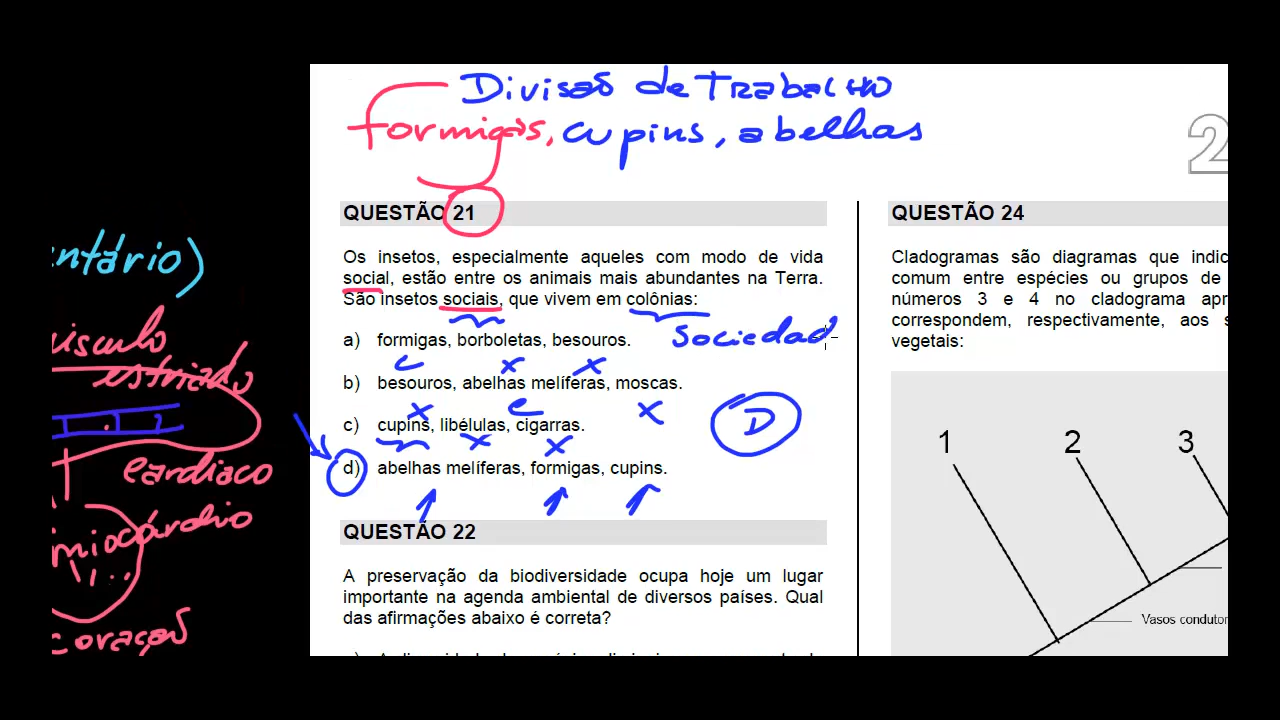 Divisão de Trabalho
formigas, cupins, abelhas
2
QUESTÃO 21
Os insetos, especialmente aqueles com modo de vida
social, estão entre os animais mais abundantes na Terra.
São insetos sociais, que vivem em colônias:
sociedad
a) formigas, borboletas, besouros.
c x x
b) besouros, abelhas melíferas, moscas.
x c x
c) cupins, libélulas, cigarras.
x x
D
d) abelhas melíferas, formigas, cupins.
QUESTÃO 22
A preservação da biodiversidade ocupa hoje um lugar
importante na agenda ambiental de diversos países. Qual
das afirmações abaixo é correta?
QUESTÃO 24
Cladogramas são diagramas que indic
comum entre espécies ou grupos de
números 3 e 4 no cladograma apr
correspondem, respectivamente, aos s
vegetais:
1 2 3
Vasos condutor
entário)
úsculo
estriado
cardíaco
miocárdio
coração